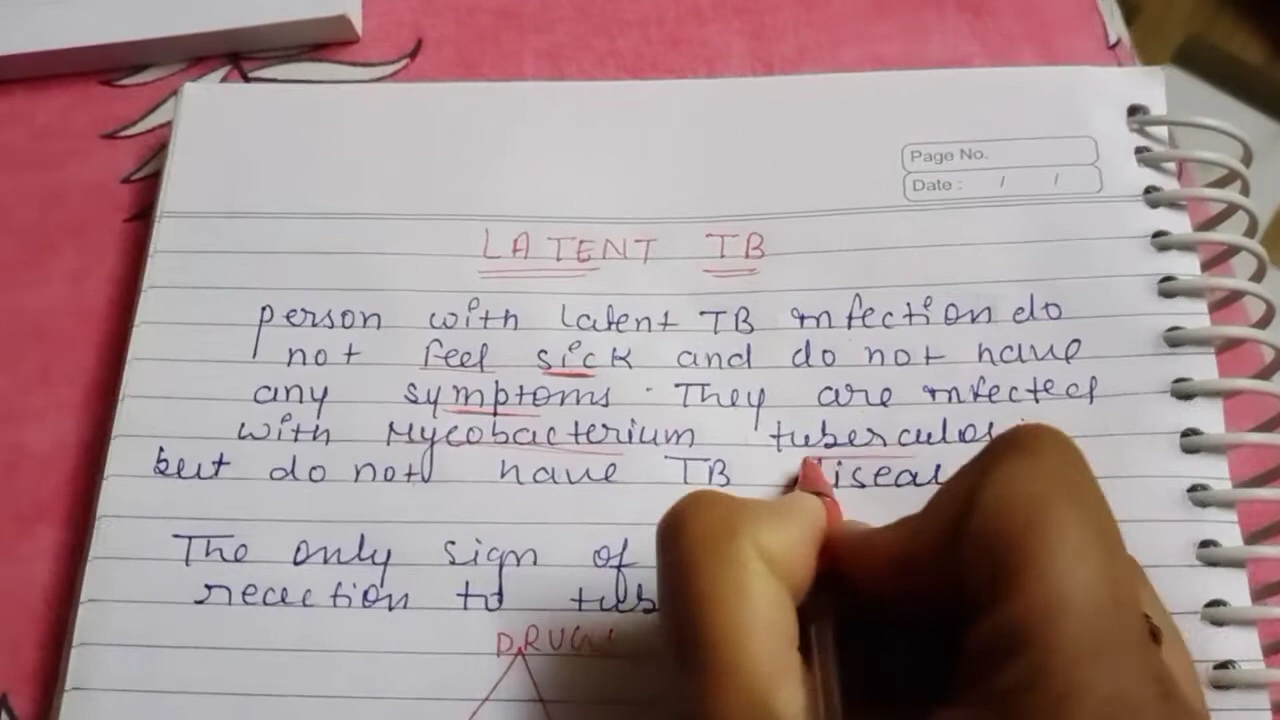 Page No.
Date : / /
LATENT TB
person with Latent TB infection do
not feel sick and do not have
any symptoms. They are infected
with Mycobacterium
but do not have TB
The only sign of
reaction to